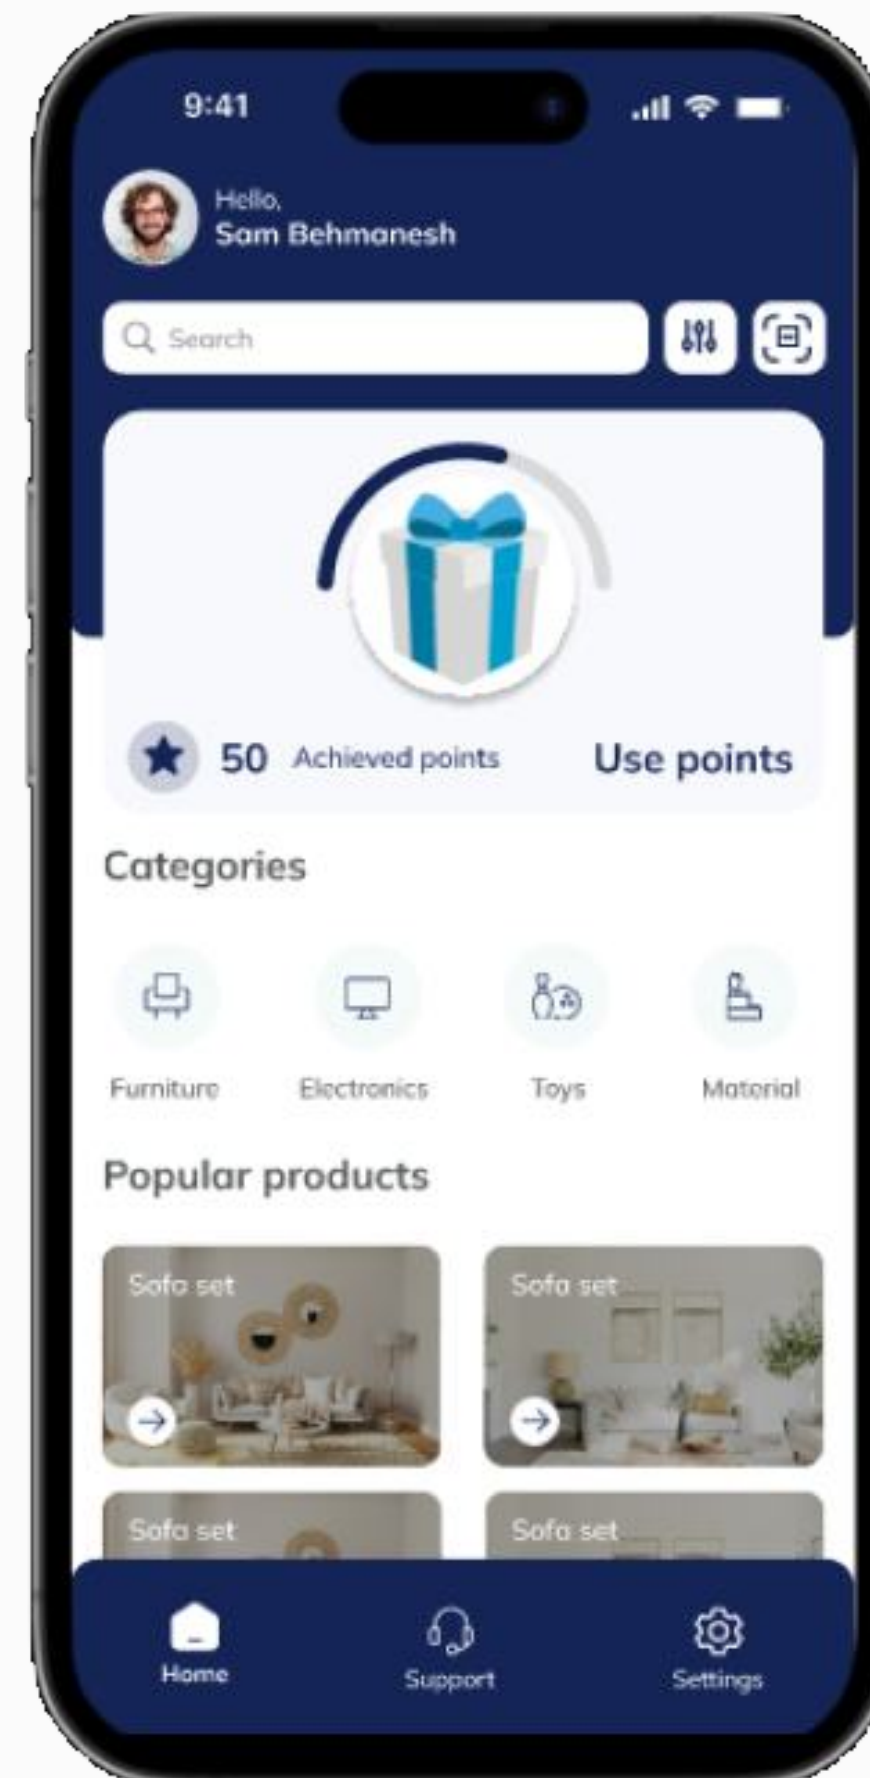 9:41
Hello,
Sam Behmanesh
Search
50 Achieved points Use points
Categories
Furniture Electronics Toys Material
Popular products
Sofa set Sofa set
Sofa set Sofa set
Home Support Settings